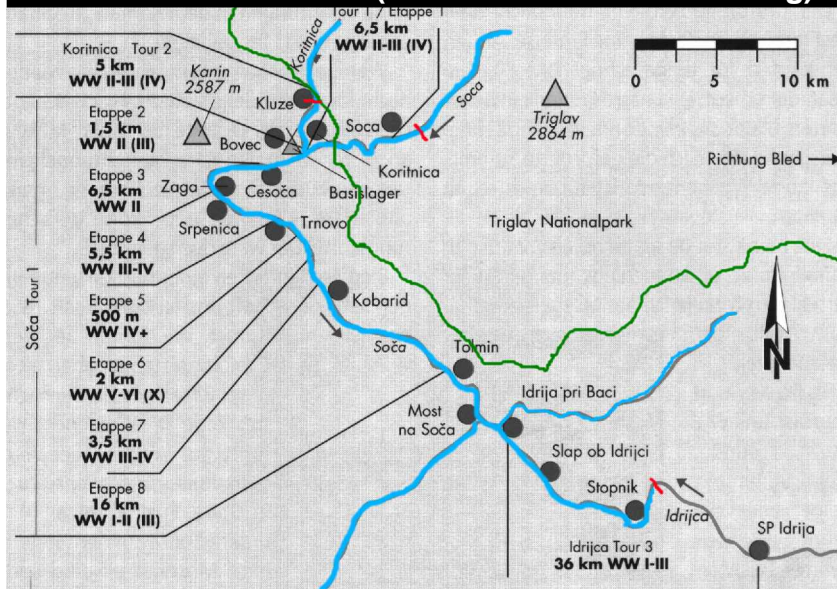 Tour 1 / Etappe 1
6,5 km
WW II-III (IV)
Koritnica Tour 2
5 km
WW II-III (IV)
Etappe 2
1,5 km
WW II (III)
Etappe 3
6,5 km
WW II
Etappe 4
5,5 km
WW III-IV
Etappe 5
500 m
WW IV+
Etappe 6
2 km
WW V-VI (X)
Etappe 7
3,5 km
WW III-IV
Etappe 8
16 km
WW I-II (III)
Soča Tour 1
Kanin
2587 m
Koritnica
Kluze
Bovec
Soca
Soca
Koritnica
Basislager
Zaga
Cesoča
Srpenica
Trnovo
0 5 10 km
Triglav
2864 m
Richtung Bled
Triglav Nationalpark
N
Kobarid
Soča
Tolmin
Most
na Soča
Idrija pri Baci
Slap ob Idrijci
Stopnik
Idrijca
SP Idrija
Idrijca Tour 3
36 km WW I-III